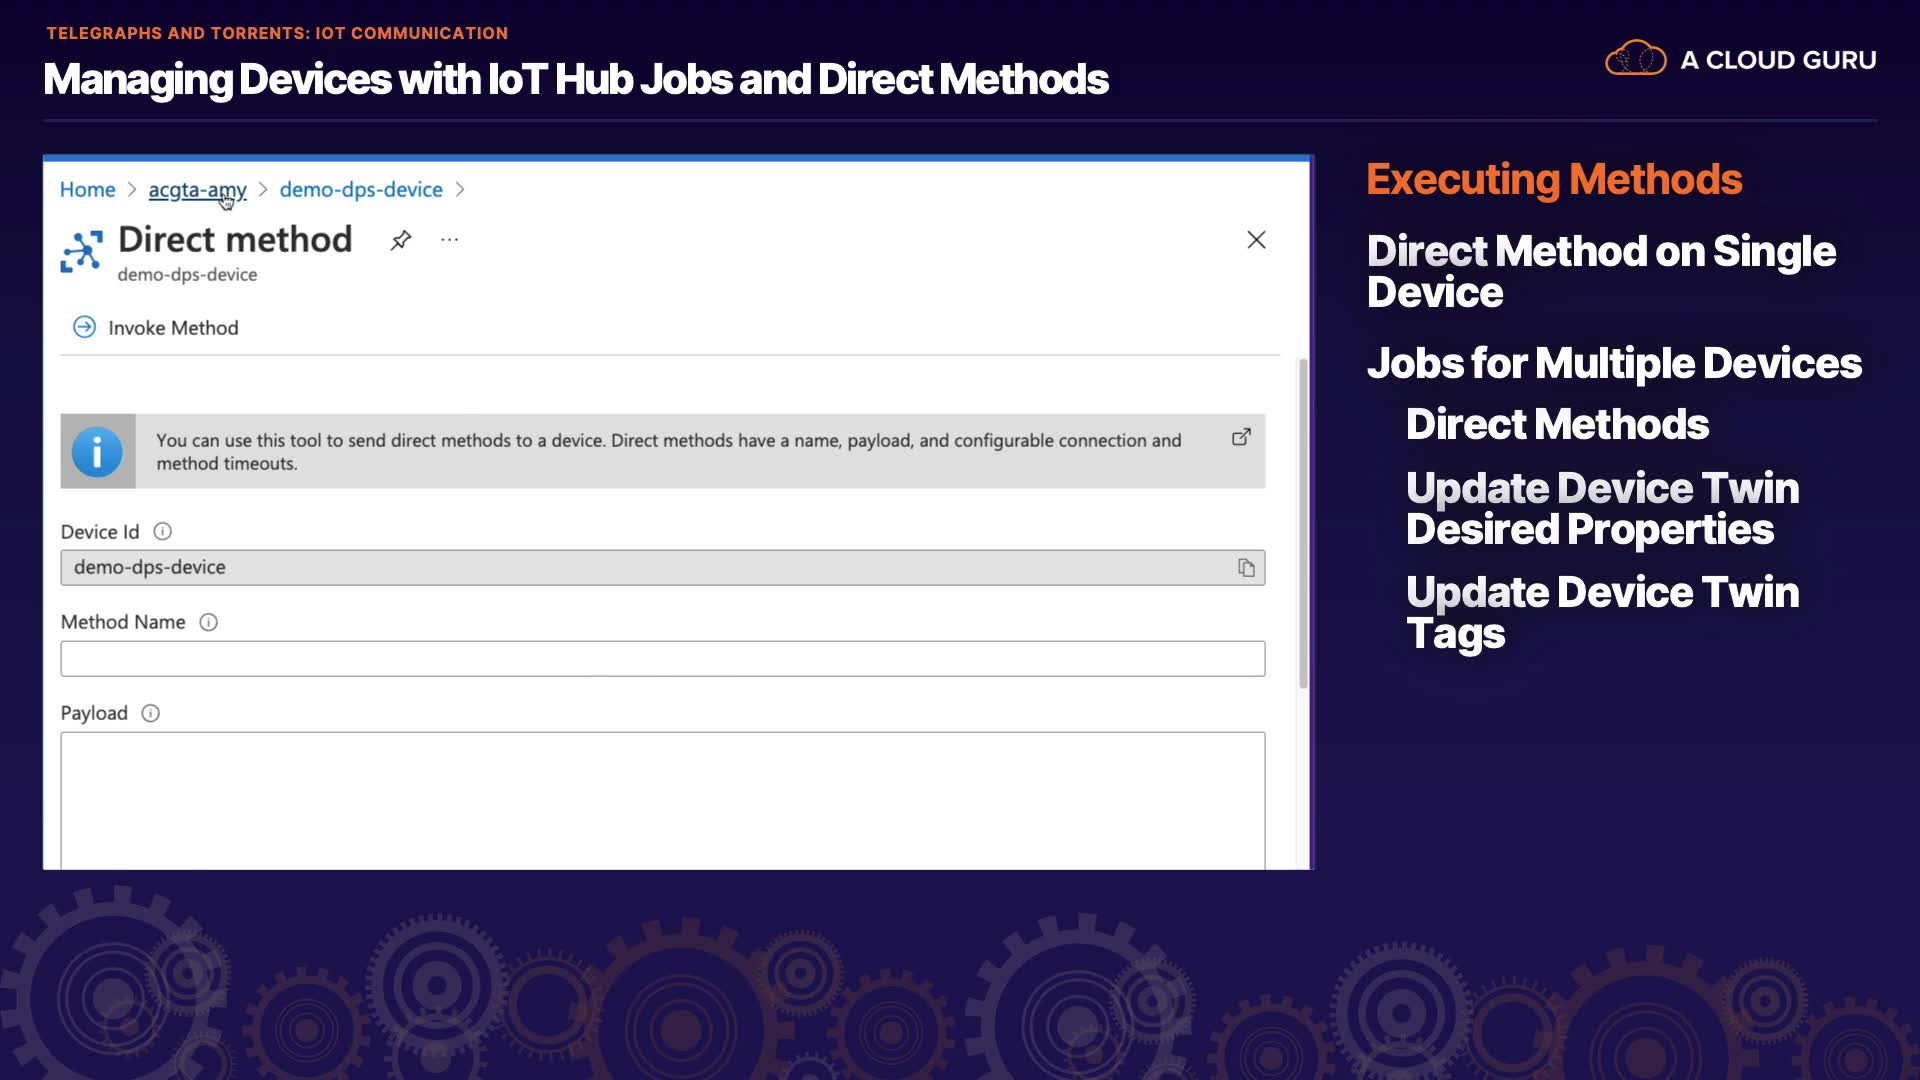 TELEGRAPHS AND TORRENTS: IOT COMMUNICATION
Managing Devices with IoT Hub Jobs and Direct Methods
A CLOUD GURU
Home > acgta-amy > demo-dps-device >
Direct method
demo-dps-device
Invoke Method
You can use this tool to send direct methods to a device. Direct methods have a name, payload, and configurable connection and
method timeouts.
Device Id
demo-dps-device
Method Name
Payload
Executing Methods
Direct Method on Single
Device
Jobs for Multiple Devices
Direct Methods
Update Device Twin
Desired Properties
Update Device Twin
Tags